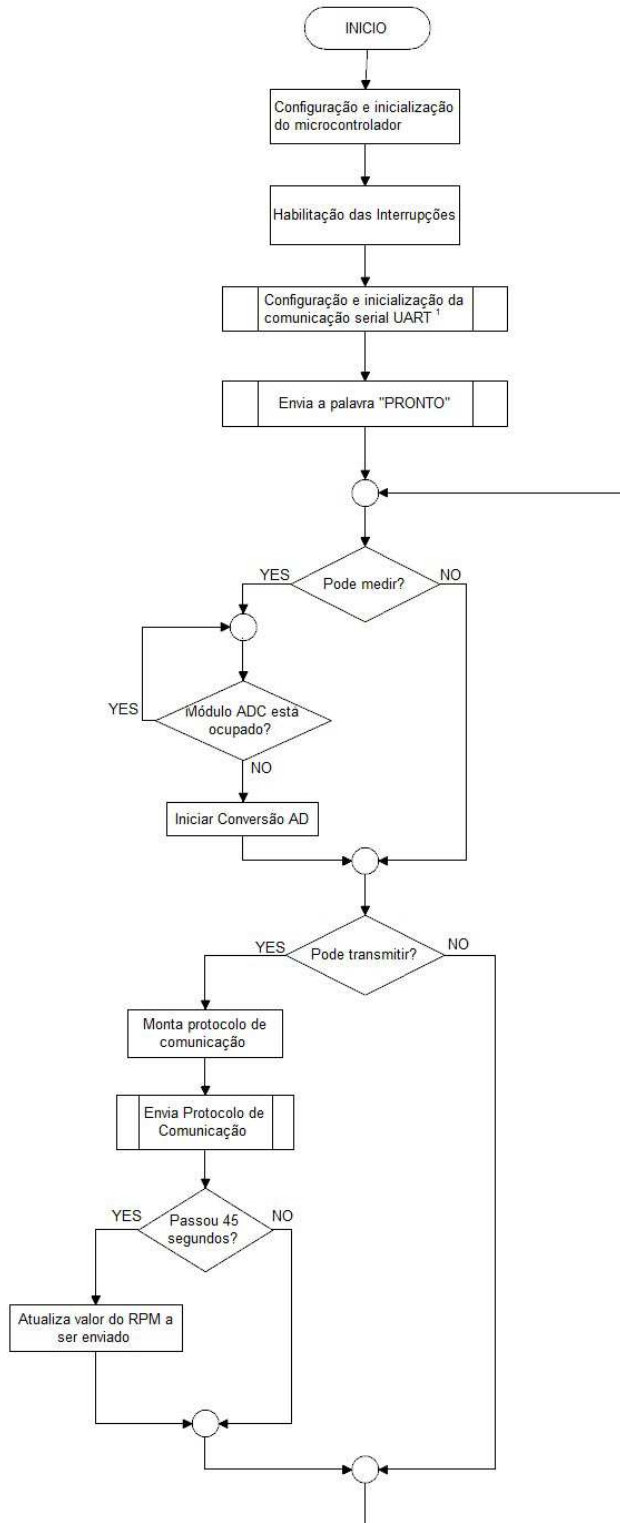 INICIO
Configuração e inicialização
do microcontrolador
Habilitação das Interrupções
Configuração e inicialização da
comunicação serial UART ¹
Envia a palavra "PRONTO"
YES
Pode medir?
NO
YES
Módulo ADC está
ocupado?
NO
Iniciar Conversão AD
YES
Pode transmitir?
NO
Monta protocolo de
comunicação
Envia Protocolo de
Comunicação
YES
Passou 45
segundos?
NO
Atualiza valor do RPM a
ser enviado